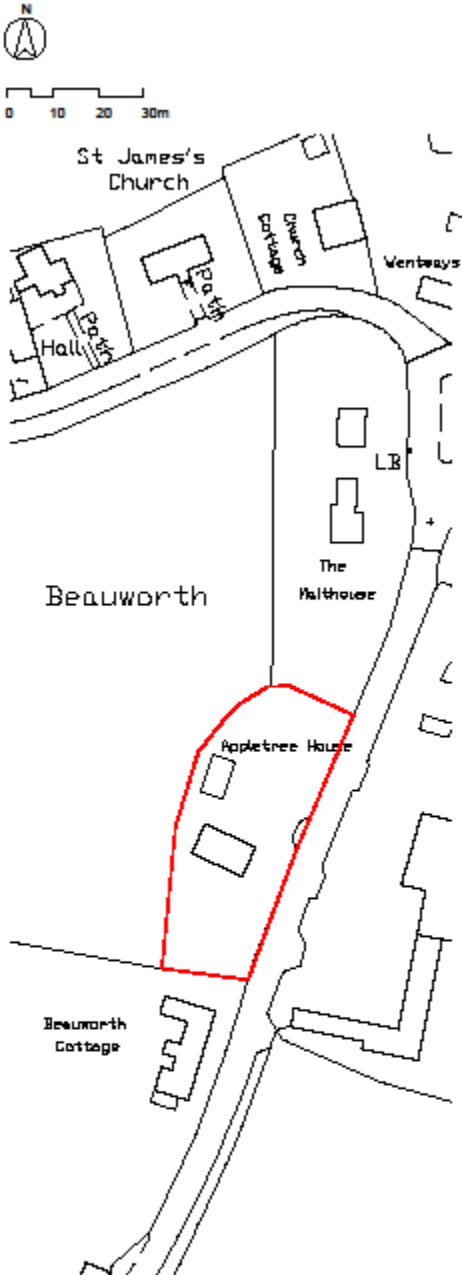 N
0 10 20 30m
St James's
Church
Church
Cottage
Wentways
Path
Path
Hall
LB
The
Malthouse
Beauworth
Appletree House
Beauworth
Cottage